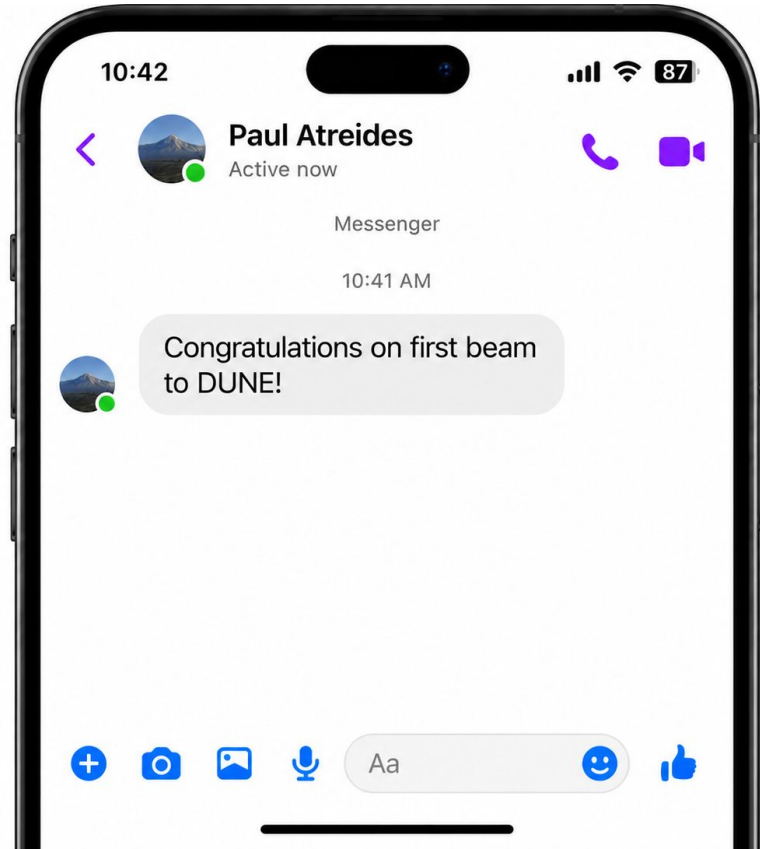 10:42
87
Paul Atreides
Active now
Messenger
10:41 AM
Congratulations on first beam
to DUNE!
Aa